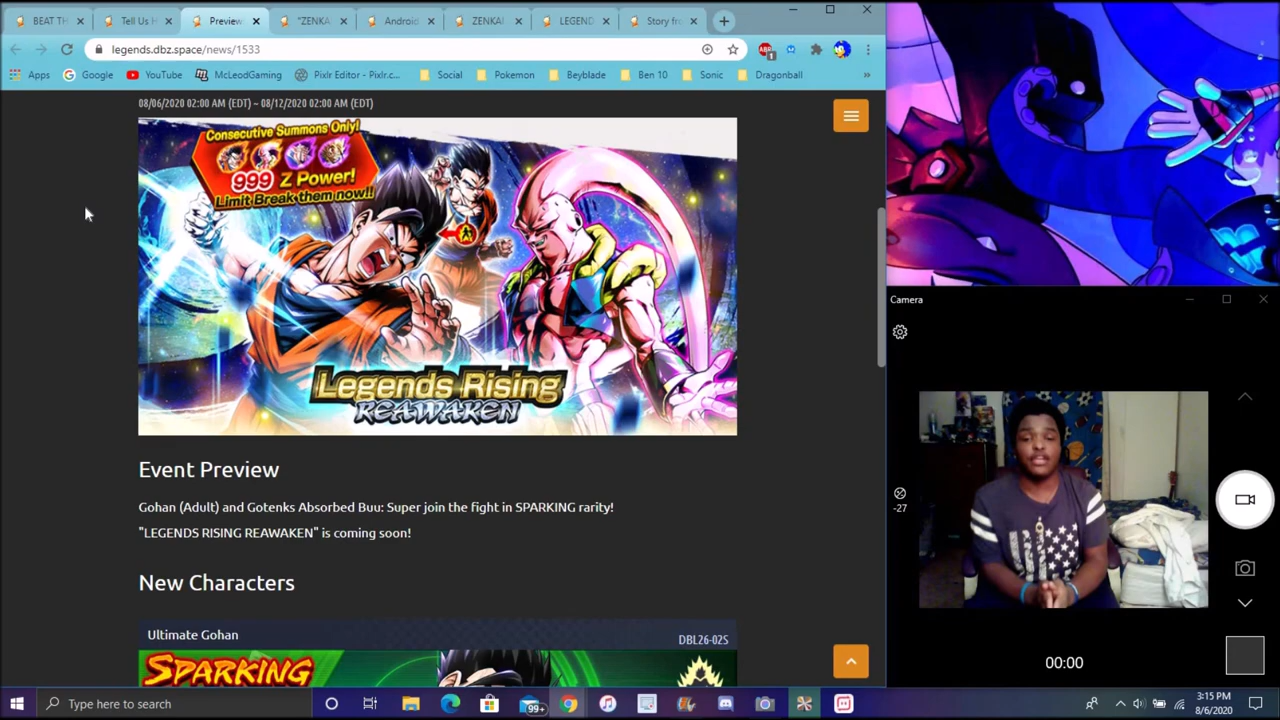 BEAT TH
Tell Us H
Preview
"ZENKA
Android
ZENKAI
LEGEND
Story fro
legends.dbz.space/news/1533
Apps
Google
YouTube
McLeodGaming
Pixlr Editor - Pixlr.c...
Social
Pokemon
Beyblade
Ben 10
Sonic
Dragonball
08/06/2020 02:00 AM (EDT) ~ 08/12/2020 02:00 AM (EDT)
Consecutive Summons Only!
999 Z Power!
Limit Break them now!!
Legends Rising
REAWAKEN
Event Preview
Gohan (Adult) and Gotenks Absorbed Buu: Super join the fight in SPARKING rarity!
"LEGENDS RISING REAWAKEN" is coming soon!
New Characters
Ultimate Gohan
DBL26-02S
SPARKING
Camera
-27
00:00
Type here to search
99+
3:15 PM
8/6/2020